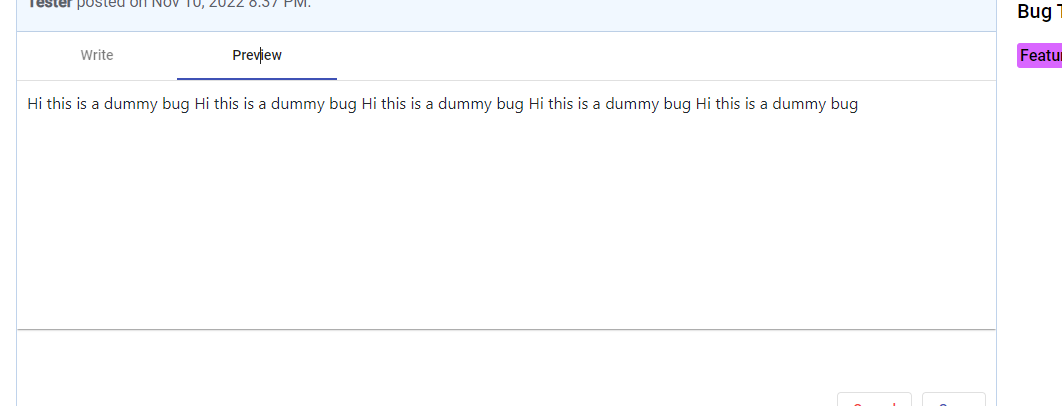 Tester posted on Nov 10, 2022 8:37 PM.
Bug
Write Preview
Hi this is a dummy bug Hi this is a dummy bug Hi this is a dummy bug Hi this is a dummy bug Hi this is a dummy bug